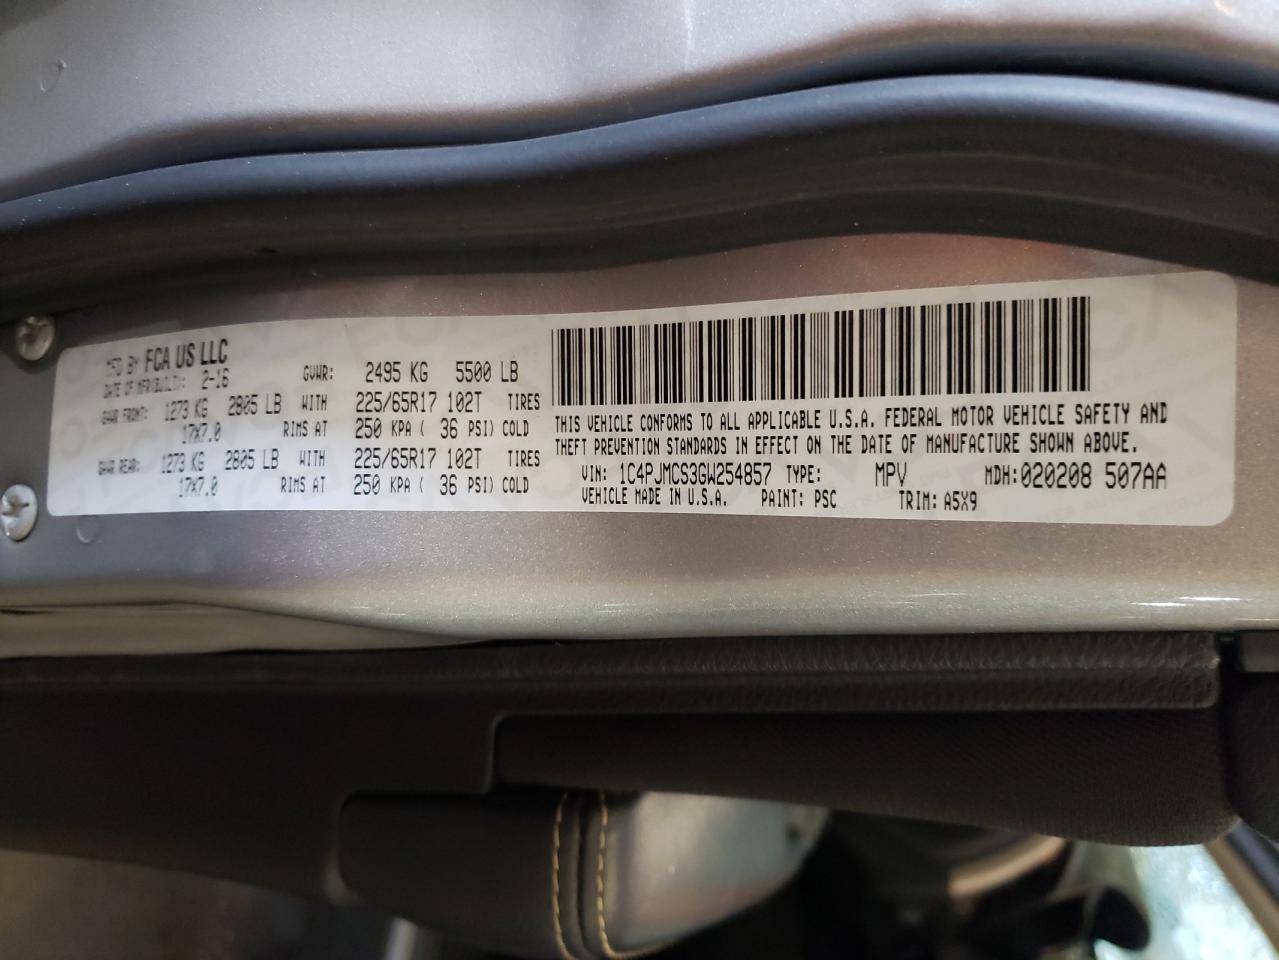 MFD BY FCA US LLC
DATE OF MFR(BUILT): 2-16 GVWR: 2495 KG 5500 LB
GAWR FRONT: 1273 KG 2805 LB WITH 225/65R17 102T TIRES
17X7.0 RIMS AT 250 KPA ( 36 PSI) COLD
GAWR REAR: 1273 KG 2805 LB WITH 225/65R17 102T TIRES
17X7.0 RIMS AT 250 KPA ( 36 PSI) COLD
THIS VEHICLE CONFORMS TO ALL APPLICABLE U.S.A. FEDERAL MOTOR VEHICLE SAFETY AND
THEFT PREVENTION STANDARDS IN EFFECT ON THE DATE OF MANUFACTURE SHOWN ABOVE.
VIN: 1C4PJMCS3GW254857 TYPE: MPV MDH:020208 507AA
VEHICLE MADE IN U.S.A. PAINT: PSC TRIM: A5X9